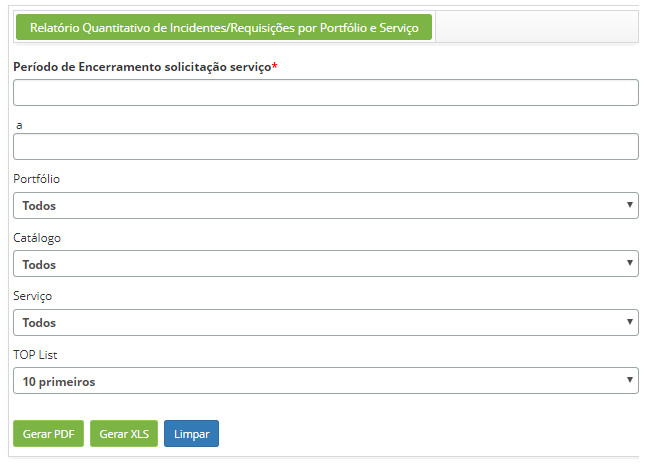 Relatório Quantitativo de Incidentes/Requisições por Portfólio e Serviço
Período de Encerramento solicitação serviço*
a
Portfólio
Todos
Catálogo
Todos
Serviço
Todos
TOP List
10 primeiros
Gerar PDF Gerar XLS Limpar